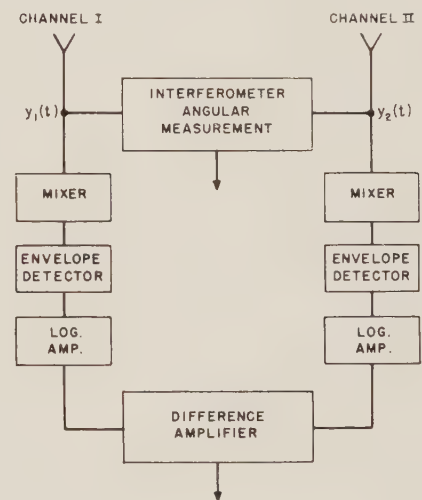 CHANNEL I
CHANNEL II
y₁(t)
INTERFEROMETER
ANGULAR
MEASUREMENT
y₂(t)
MIXER
MIXER
ENVELOPE
DETECTOR
ENVELOPE
DETECTOR
LOG.
AMP.
LOG.
AMP.
DIFFERENCE
AMPLIFIER